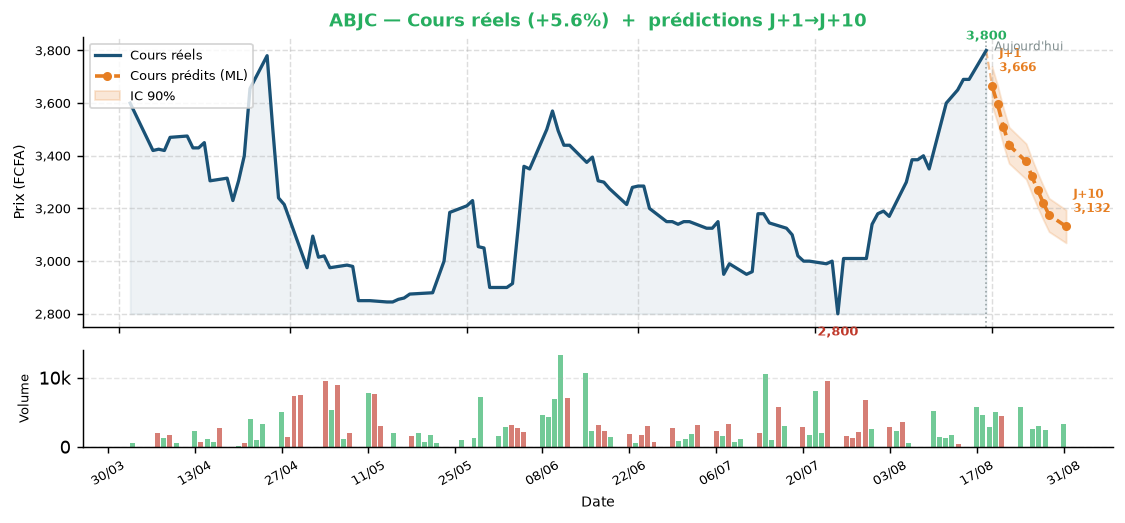 ABJC — Cours réels (+5.6%)  +  prédictions J+1→J+10
Cours réels
Cours prédits (ML)
IC 90%
3,800
Aujourd'hui
J+1
3,666
J+10
3,132
2,800
Prix (FCFA)
3,800
3,600
3,400
3,200
3,000
2,800
Volume
10k
0
30/03
13/04
27/04
11/05
25/05
08/06
22/06
06/07
20/07
03/08
17/08
31/08
Date